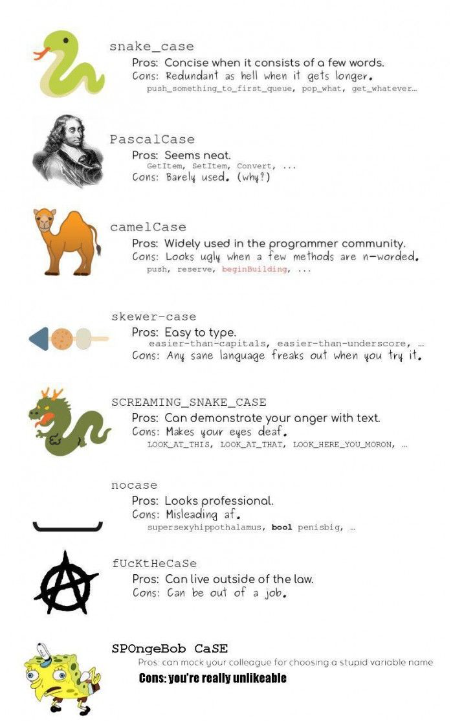 snake_case
Pros: Concise when it consists of a few words.
Cons: Redundant as hell when it gets longer.
push_something_to_first_queue, pop_what, get_whatever…
PascalCase
Pros: Seems neat.
GetItem, SetItem, Convert, ...
Cons: Barely used. (why?)
camelCase
Pros: Widely used in the programmer community.
Cons: Looks ugly when a few methods are n-worded.
push, reserve, beginBuilding, ...
skewer-case
Pros: Easy to type.
easier-than-capitals, easier-than-underscore, …
Cons: Any sane language freaks out when you try it.
SCREAMING_SNAKE_CASE
Pros: Can demonstrate your anger with text.
Cons: Makes your eyes deaf.
LOOK_AT_THIS, LOOK_AT_THAT, LOOK_HERE_YOU_MORON, …
nocase
Pros: Looks professional.
Cons: Misleading af.
supersexyhippothalamus, bool penisbig, …
fUcKtHeCaSe
Pros: Can live outside of the law.
Cons: Can be out of a job.
SPOngeBob CaSE
Pros: can mock your colleague for choosing a stupid variable name
Cons: you're really unlikeable